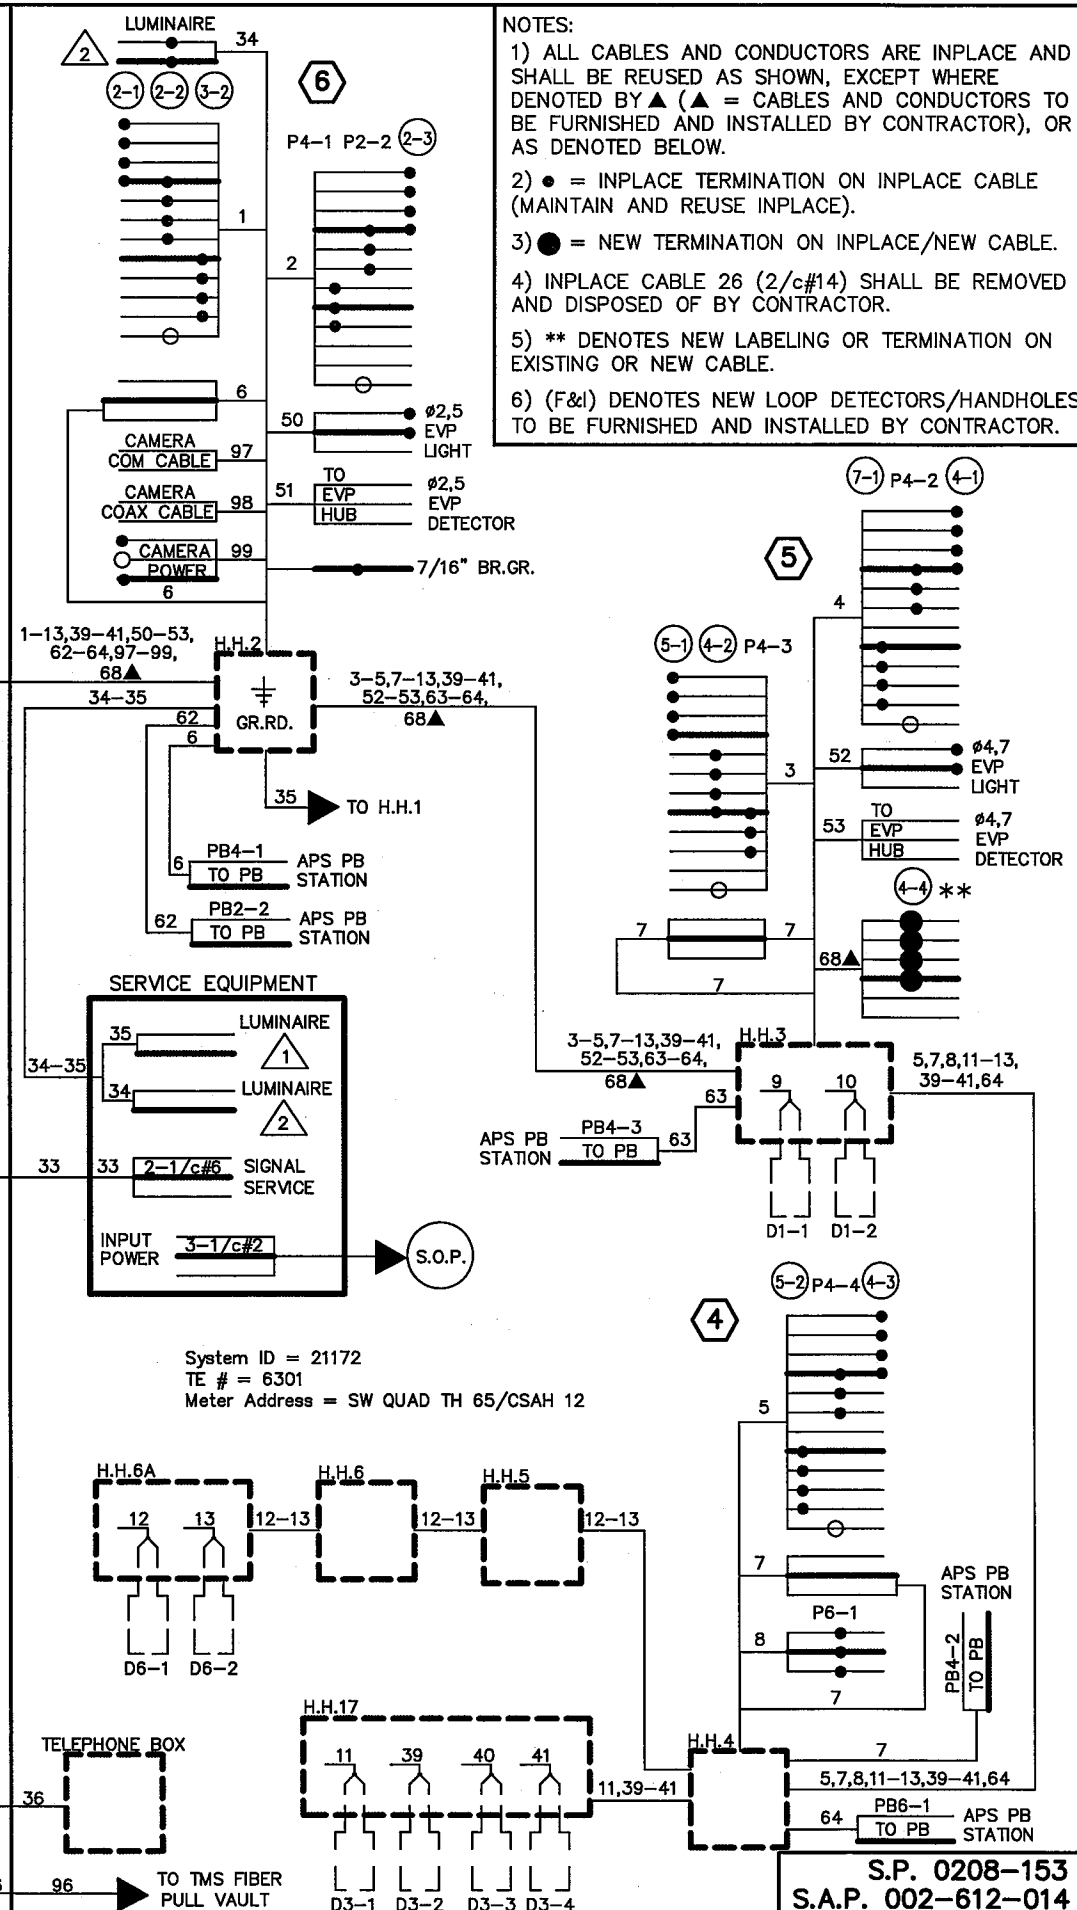 LUMINAIRE
34
2
2-1 2-2 3-2
6
P4-1 P2-2 2-3
1
2
6
50
ø2,5
EVP
LIGHT
CAMERA
COM CABLE
97
CAMERA
COAX CABLE
98
51
TO
EVP
HUB
ø2,5
EVP
DETECTOR
CAMERA
POWER
99
7/16" BR.GR.
6
NOTES:
1) ALL CABLES AND CONDUCTORS ARE INPLACE AND
SHALL BE REUSED AS SHOWN, EXCEPT WHERE
DENOTED BY ▲ (▲ = CABLES AND CONDUCTORS TO
BE FURNISHED AND INSTALLED BY CONTRACTOR), OR
AS DENOTED BELOW.
2) ● = INPLACE TERMINATION ON INPLACE CABLE
(MAINTAIN AND REUSE INPLACE).
3) ● = NEW TERMINATION ON INPLACE/NEW CABLE.
4) INPLACE CABLE 26 (2/c#14) SHALL BE REMOVED
AND DISPOSED OF BY CONTRACTOR.
5) ** DENOTES NEW LABELING OR TERMINATION ON
EXISTING OR NEW CABLE.
6) (F&I) DENOTES NEW LOOP DETECTORS/HANDHOLES
TO BE FURNISHED AND INSTALLED BY CONTRACTOR.
7-1 P4-2 4-1
5
4
5-1 4-2 P4-3
3
52
ø4,7
EVP
LIGHT
53
TO
EVP
HUB
ø4,7
EVP
DETECTOR
4-4 **
68▲
7
7
7
1-13,39-41,50-53,
62-64,97-99,
68▲
34-35
H.H.2
GR.RD.
62
6
3-5,7-13,39-41,
52-53,63-64,
68▲
35
TO H.H.1
6
PB4-1
TO PB
APS PB
STATION
62
PB2-2
TO PB
APS PB
STATION
SERVICE EQUIPMENT
34-35
35
LUMINAIRE
1
34
LUMINAIRE
2
33
33
2-1/c#6
SIGNAL
SERVICE
INPUT
POWER
3-1/c#2
S.O.P.
3-5,7-13,39-41,
52-53,63-64,
68▲
H.H.3
9
10
5,7,8,11-13,
39-41,64
63
APS PB
STATION
PB4-3
TO PB
63
D1-1
D1-2
System ID = 21172
TE # = 6301
Meter Address = SW QUAD TH 65/CSAH 12
5-2 P4-4 4-3
4
5
7
P6-1
8
7
APS PB
STATION
PB4-2
TO PB
7
H.H.6A
12
13
12-13
H.H.6
12-13
H.H.5
12-13
D6-1
D6-2
H.H.17
11
39
40
41
11,39-41
D3-1
D3-2
D3-3
D3-4
H.H.4
5,7,8,11-13,39-41,64
64
PB6-1
TO PB
APS PB
STATION
TELEPHONE BOX
36
96
TO TMS FIBER
PULL VAULT
S.P. 0208-153
S.A.P. 002-612-014